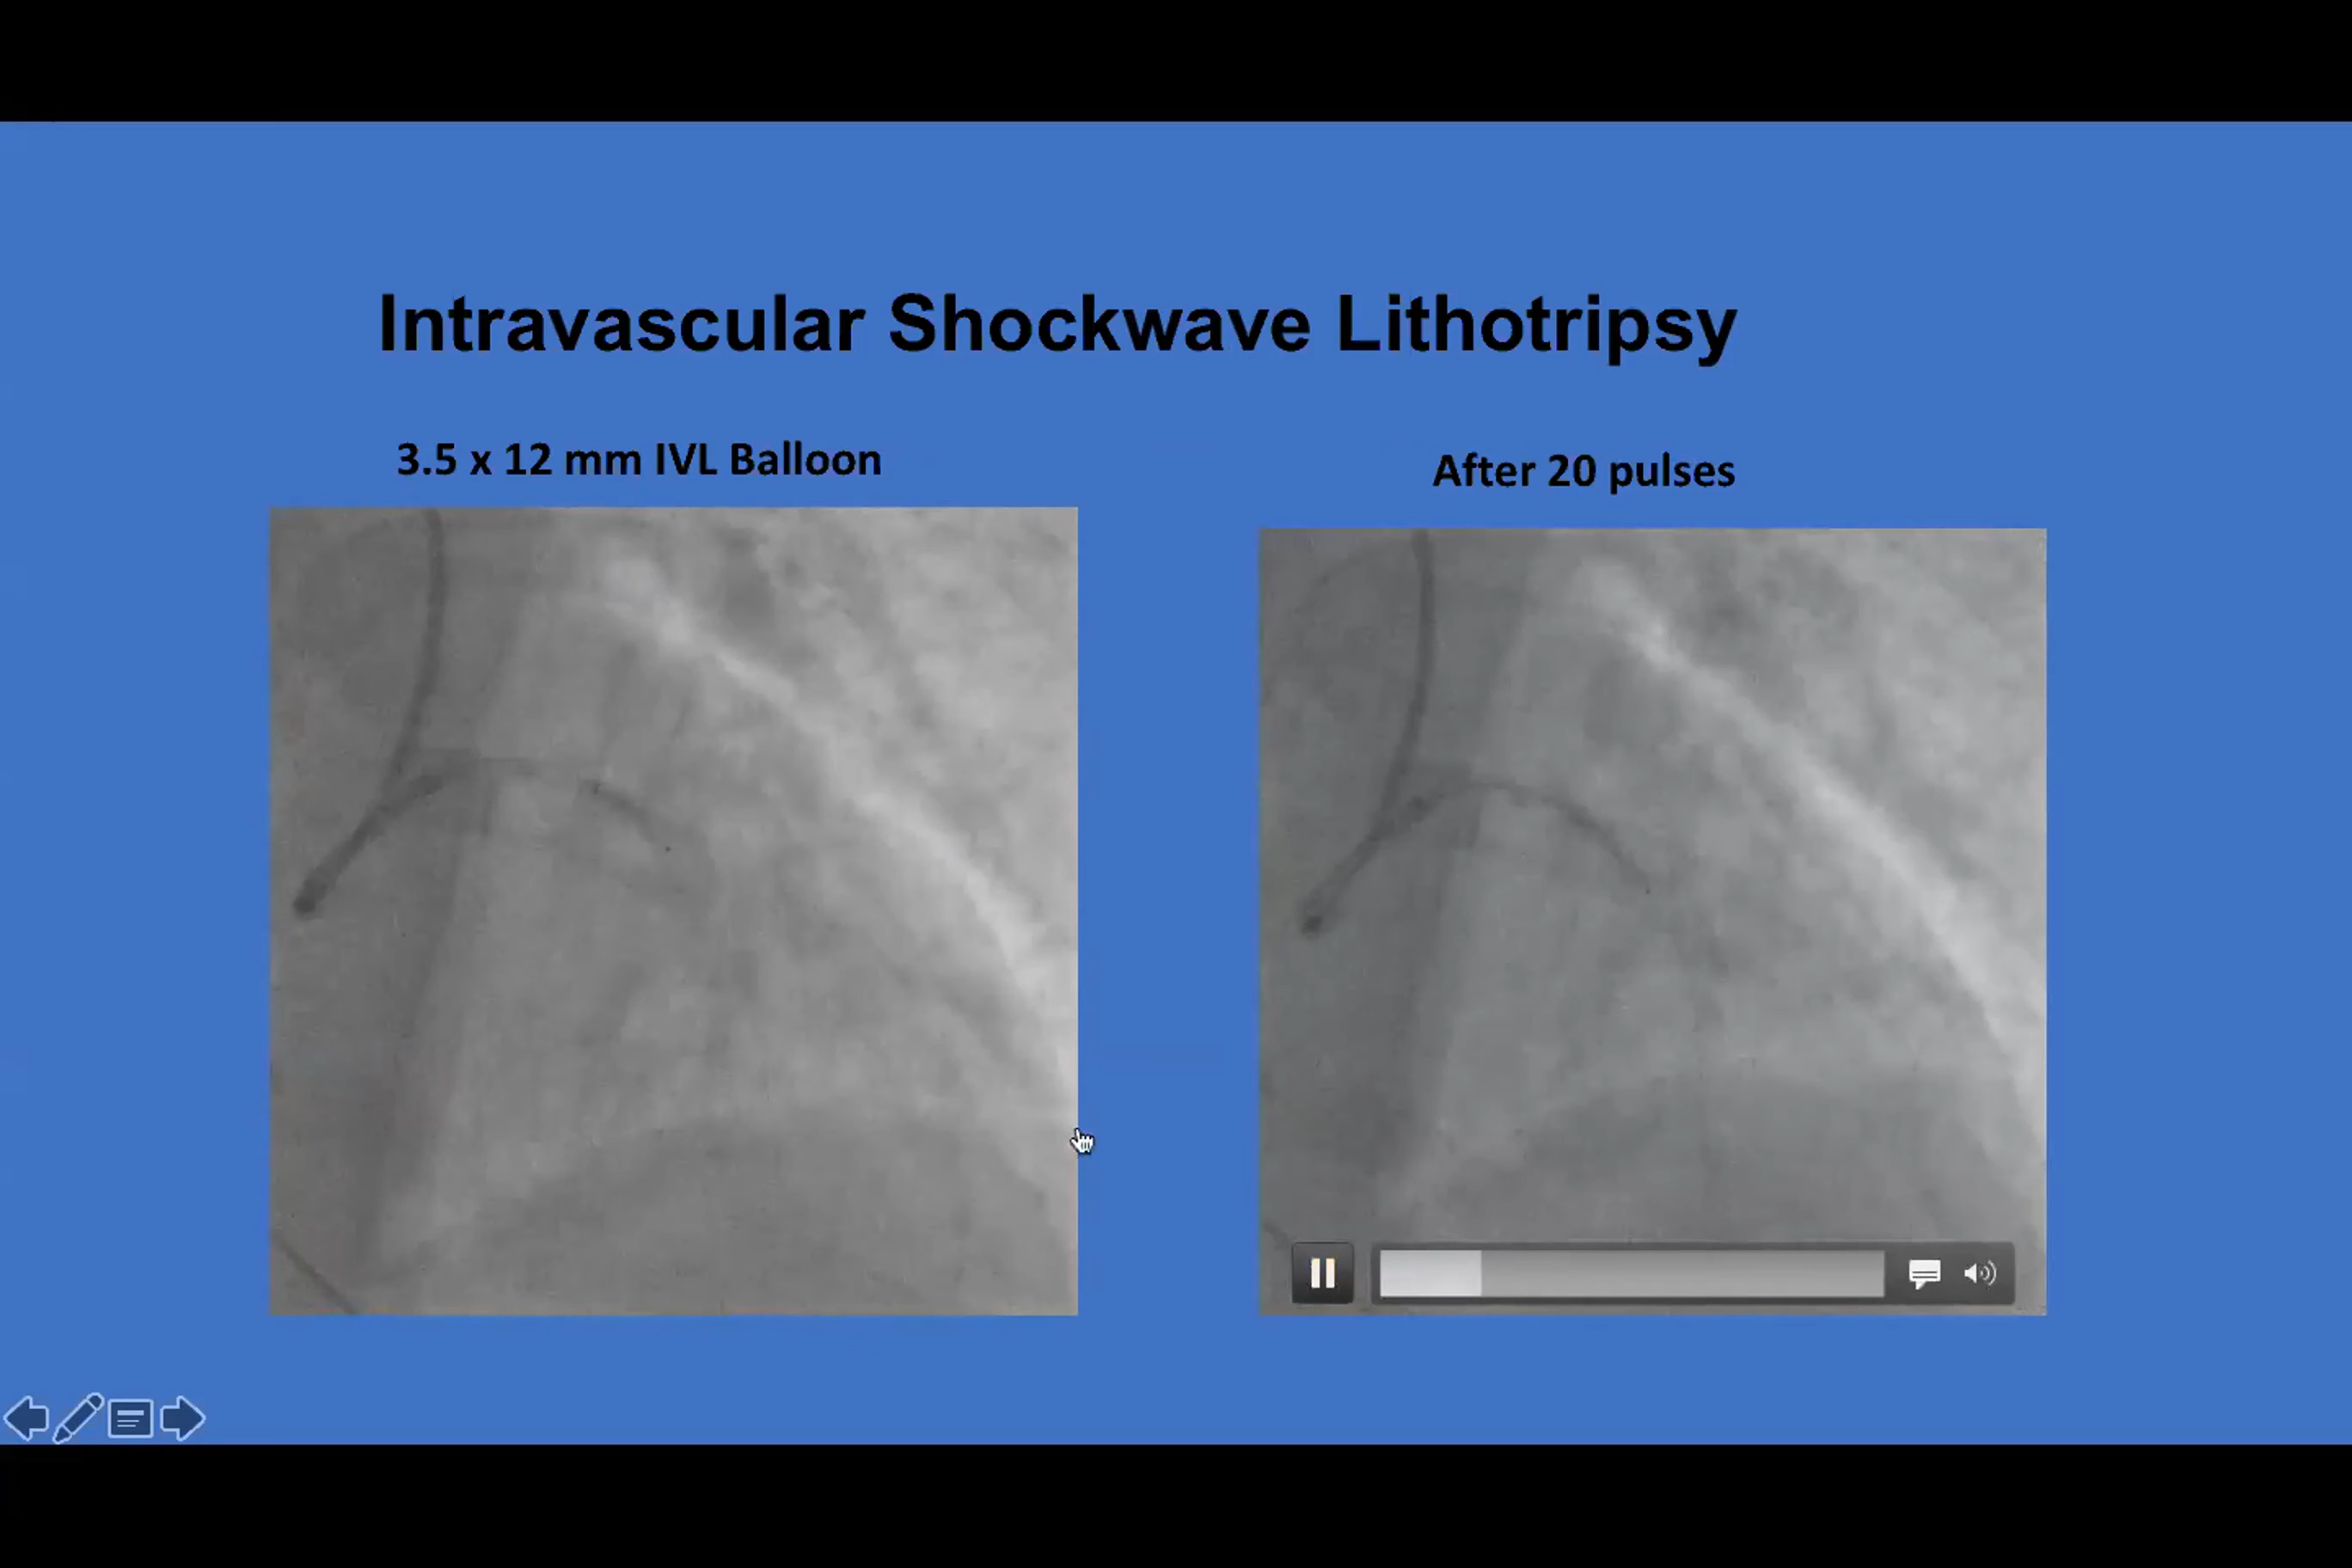 Intravascular Shockwave Lithotripsy
3.5 x 12 mm IVL Balloon
After 20 pulses